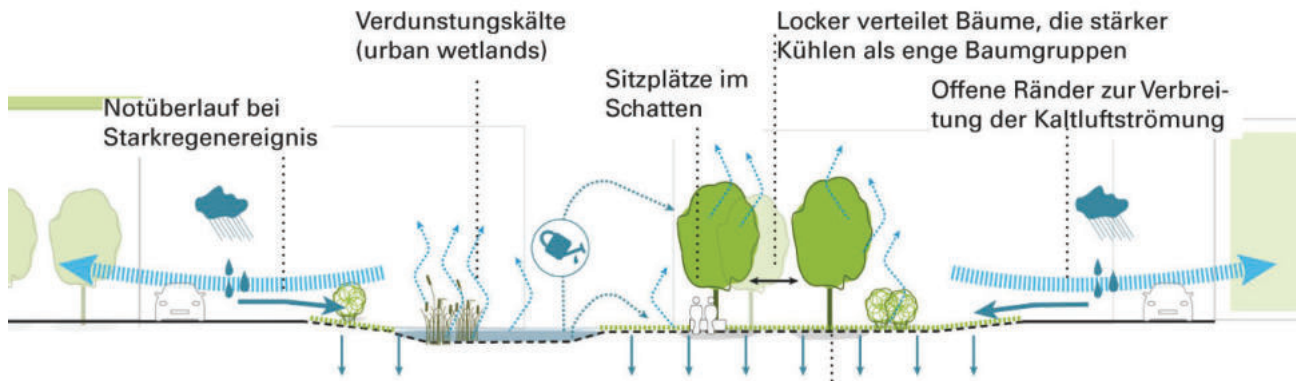 Verdunstungskälte
(urban wetlands)
Locker verteilet Bäume, die stärker
Kühlen als enge Baumgruppen
Sitzplätze im
Schatten
Offene Ränder zur Verbrei-
tung der Kaltluftströmung
Notüberlauf bei
Starkregenereignis